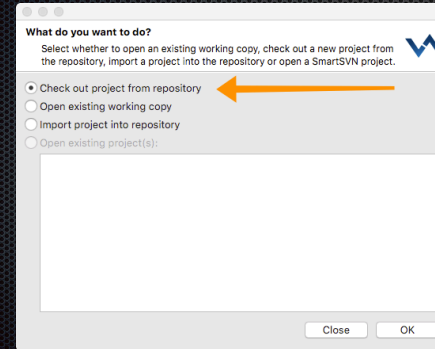 What do you want to do?
Select whether to open an existing working copy, check out a new project from
the repository, import a project into the repository or open a SmartSVN project.
Check out project from repository
Open existing working copy
Import project into repository
Open existing project(s):
Close
OK